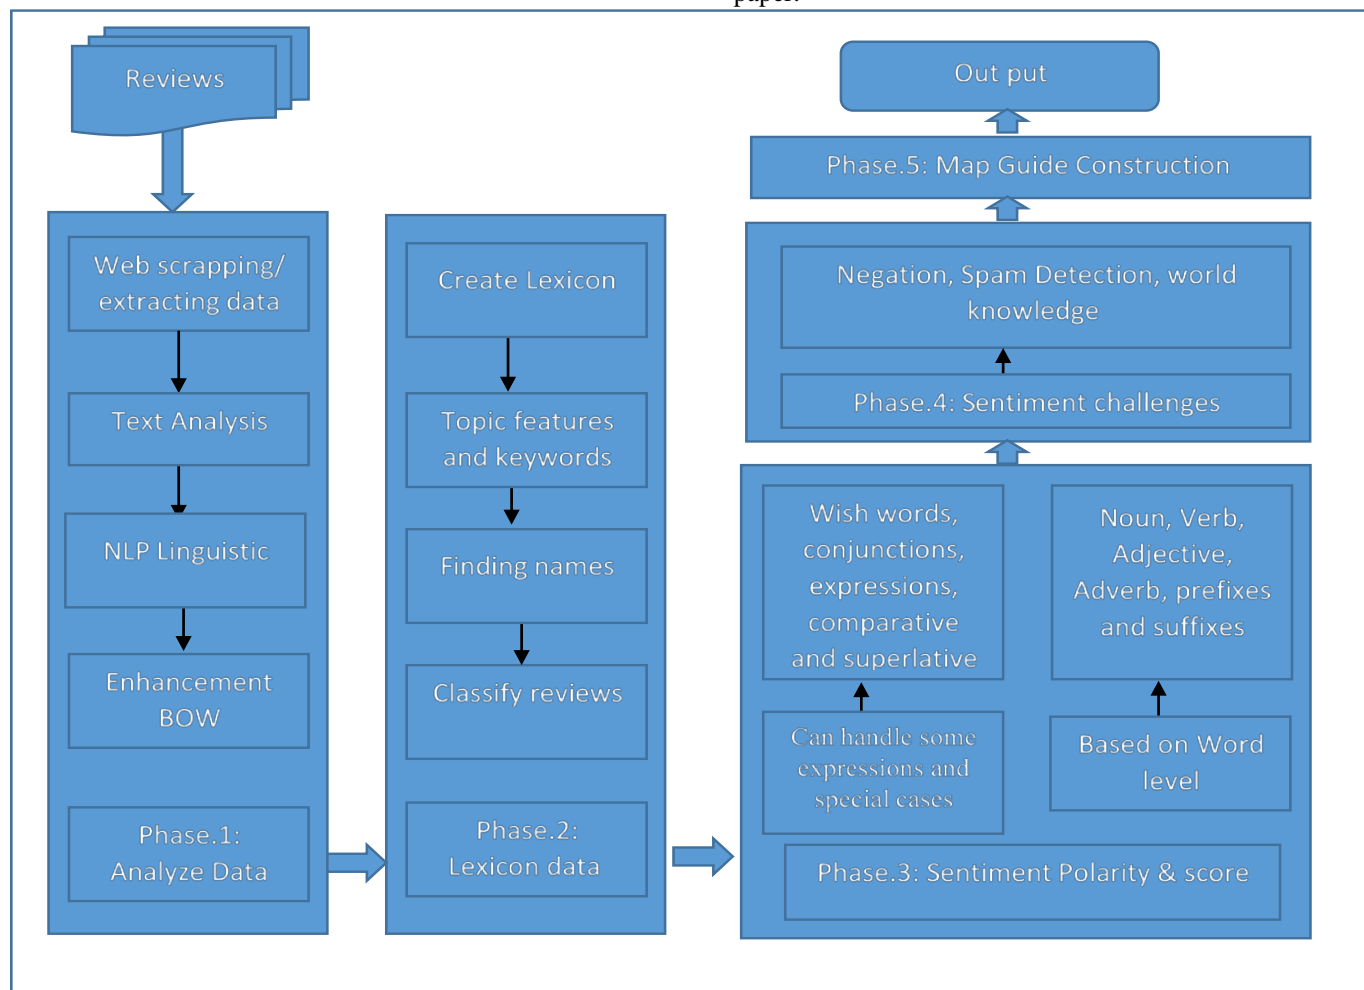 paper.
Reviews
Web scrapping/
extracting data
Text Analysis
NLP Linguistic
Enhancement
BOW
Phase.1:
Analyze Data
Create Lexicon
Topic features
and keywords
Finding names
Classify reviews
Phase.2:
Lexicon data
Out put
Phase.5: Map Guide Construction
Negation, Spam Detection, world
knowledge
Phase.4: Sentiment challenges
Wish words,
conjunctions,
expressions,
comparative
and superlative
Noun, Verb,
Adjective,
Adverb, prefixes
and suffixes
Can handle some
expressions and
special cases
Based on Word
level
Phase.3: Sentiment Polarity & score